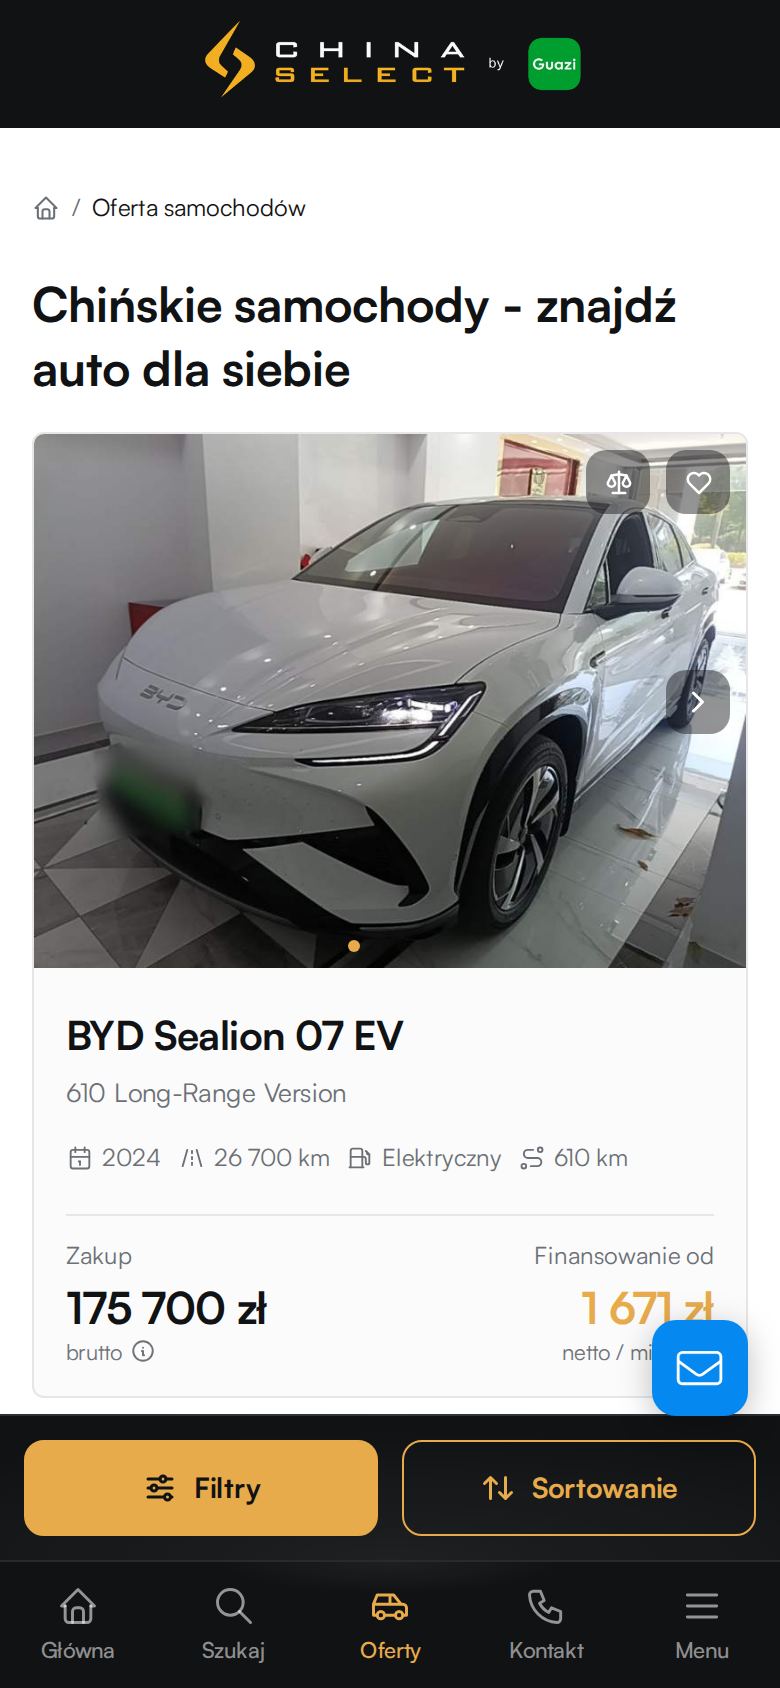 CHINA
SELECT
by
Guazi
/ Oferta samochodów
Chińskie samochody - znajdź
auto dla siebie
BYD
BYD Sealion 07 EV
610 Long-Range Version
2024 26 700 km Elektryczny 610 km
Zakup Finansowanie od
175 700 zł 1 671 zł
brutto netto /
Filtry Sortowanie
Główna Szukaj Oferty Kontakt Menu